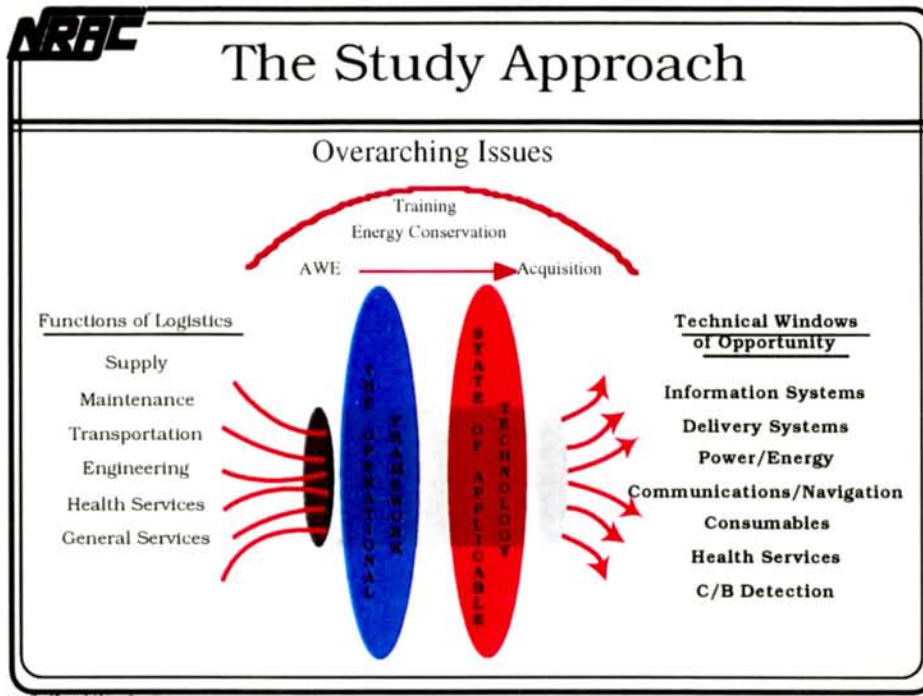 NRAC
The Study Approach
Overarching Issues
Training
Energy Conservation
AWE
Acquisition
Functions of Logistics
Supply
Maintenance
Transportation
Engineering
Health Services
General Services
THE OPERATIONAL
FRAMEWORK
STATE OF APPLICABLE
TECHNOLOGY
Technical Windows
of Opportunity
Information Systems
Delivery Systems
Power/Energy
Communications/Navigation
Consumables
Health Services
C/B Detection